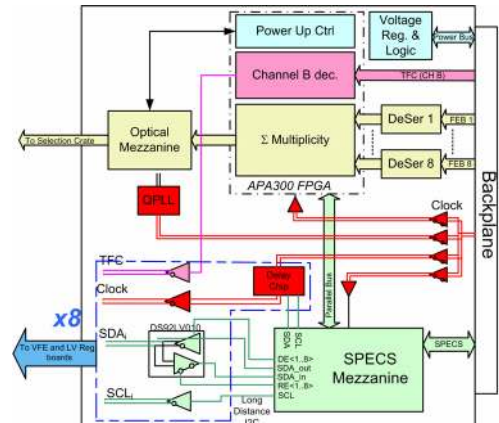 Power Up Ctrl
Voltage
Reg. &
Logic
Power Bus
Channel B dec.
TFC (CH B)
Optical
Mezzanine
Σ Multiplicity
DeSer 1
FEB 1
To Selection Crate
DeSer 8
FEB 8
APA300 FPGA
QPLL
Clock
Backplane
TFC
Delay
Chip
Clock
Parallel Bus
x8
SDA
SCL
DS92LV010
SDAi
To VFE and LV Reg.
boards
DE<1..8>
SDA_out
SDA_in
RE<1..8>
SCL
SPECS
Mezzanine
SPECS
SCLi
Long
Distance
I2C